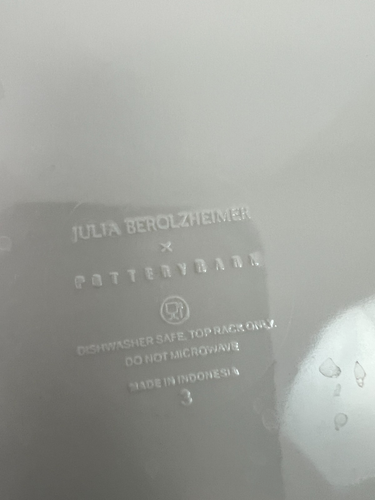 JULIA BEROLZHEIMER
×
POTTERYBARN
DISHWASHER SAFE. TOP RACK ONLY.
DO NOT MICROWAVE
MADE IN INDONESIA
3